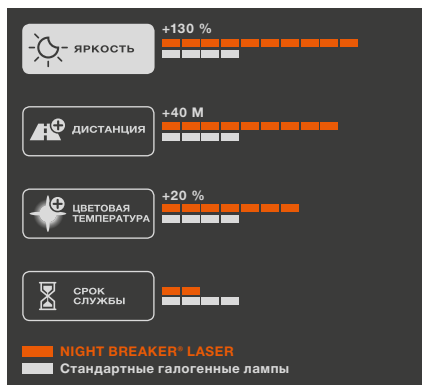 +130 %
ЯРКОСТЬ
+40 М
ДИСТАНЦИЯ
+20 %
ЦВЕТОВАЯ
ТЕМПЕРАТУРА
СРОК
СЛУЖБЫ
NIGHT BREAKER® LASER
Стандартные галогенные лампы